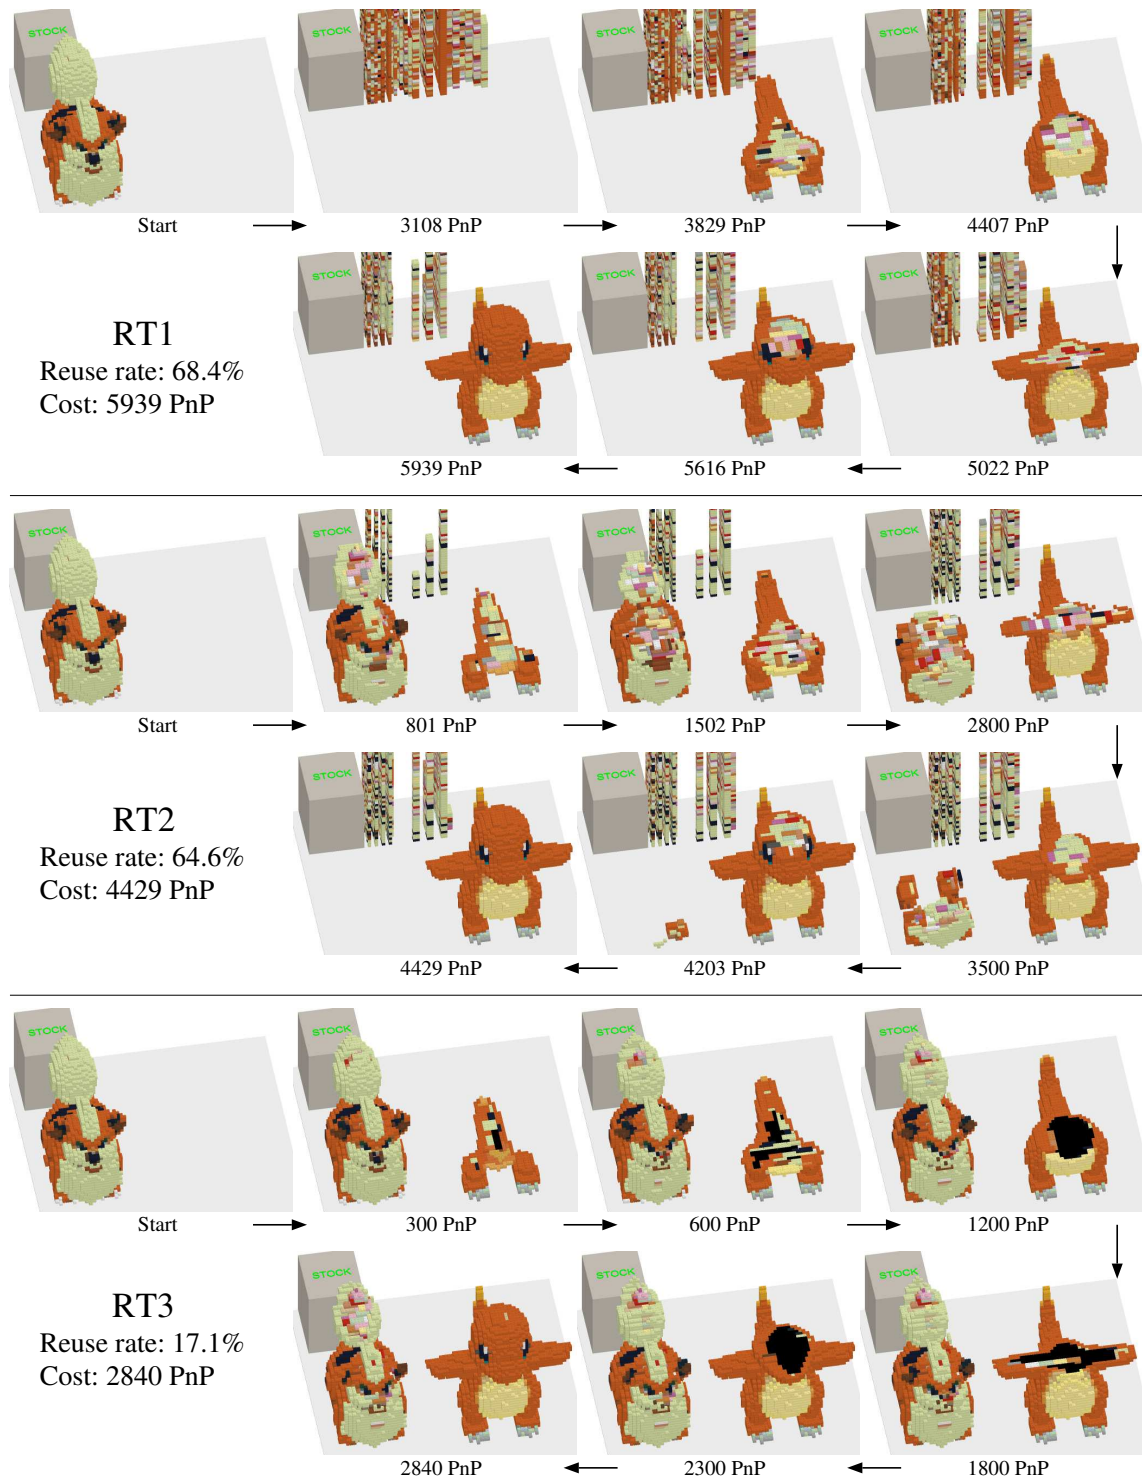 STOCK
STOCK
STOCK
STOCK
Start
3108 PnP
3829 PnP
4407 PnP
STOCK
STOCK
STOCK
RT1
Reuse rate: 68.4%
Cost: 5939 PnP
5939 PnP
5616 PnP
5022 PnP
STOCK
STOCK
STOCK
STOCK
Start
801 PnP
1502 PnP
2800 PnP
STOCK
STOCK
STOCK
RT2
Reuse rate: 64.6%
Cost: 4429 PnP
4429 PnP
4203 PnP
3500 PnP
STOCK
STOCK
STOCK
STOCK
Start
300 PnP
600 PnP
1200 PnP
STOCK
STOCK
STOCK
RT3
Reuse rate: 17.1%
Cost: 2840 PnP
2840 PnP
2300 PnP
1800 PnP